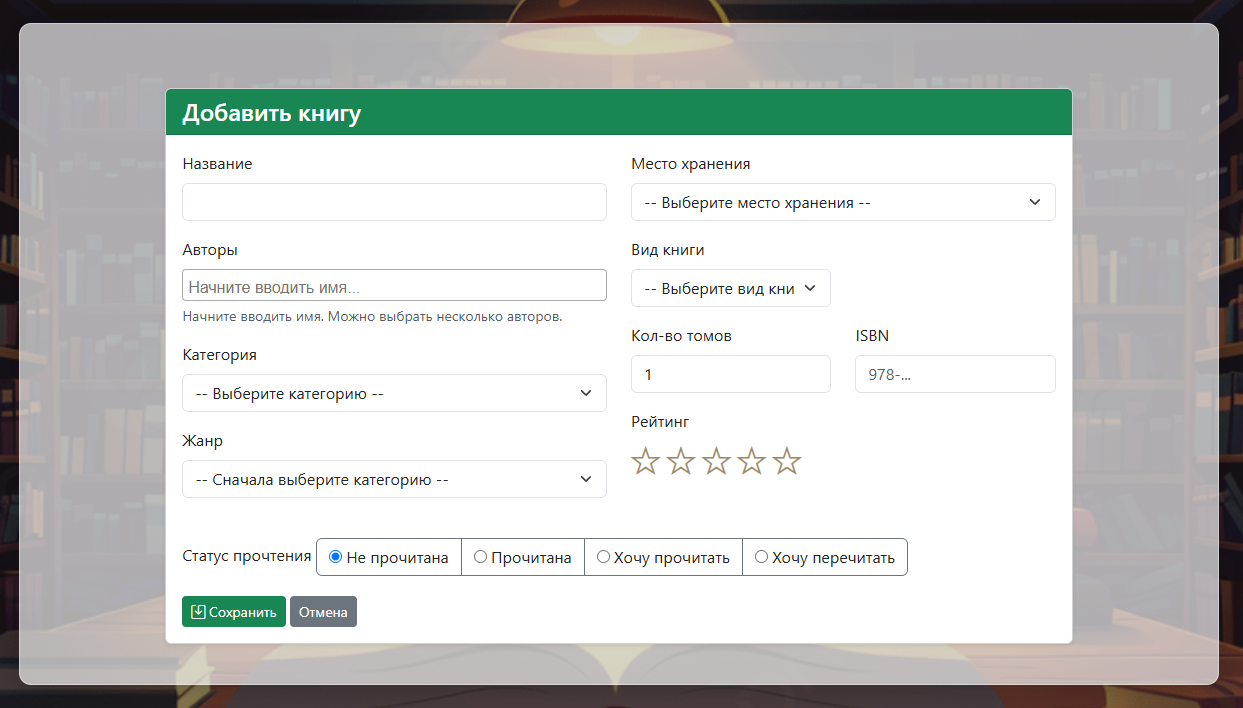 Добавить книгу
Название
Место хранения
-- Выберите место хранения --
Авторы
Вид книги
Начните вводить имя...
-- Выберите вид кни
Начните вводить имя. Можно выбрать несколько авторов.
Кол-во томов
ISBN
Категория
1
978-...
-- Выберите категорию --
Рейтинг
Жанр
-- Сначала выберите категорию --
Статус прочтения Не прочитана Прочитана Хочу прочитать Хочу перечитать
Сохранить Отмена